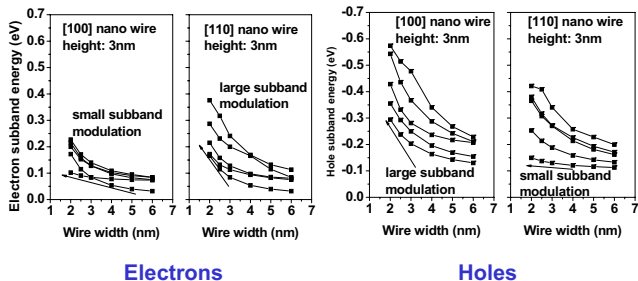 [100] nano wire
height: 3nm
small subband
modulation
Electron subband energy (eV)
0.7
0.6
0.5
0.4
0.3
0.2
0.1
0.0
1 2 3 4 5 6 7
Wire width (nm)
[110] nano wire
height: 3nm
large subband
modulation
1 2 3 4 5 6 7
Wire width (nm)
Electrons
[100] nano wire
height: 3nm
large subband
modulation
Hole subband energy (eV)
-0.7
-0.6
-0.5
-0.4
-0.3
-0.2
-0.1
0.0
1 2 3 4 5 6 7
Wire width (nm)
[110] nano wire
height: 3nm
small subband
modulation
1 2 3 4 5 6 7
Wire width (nm)
Holes